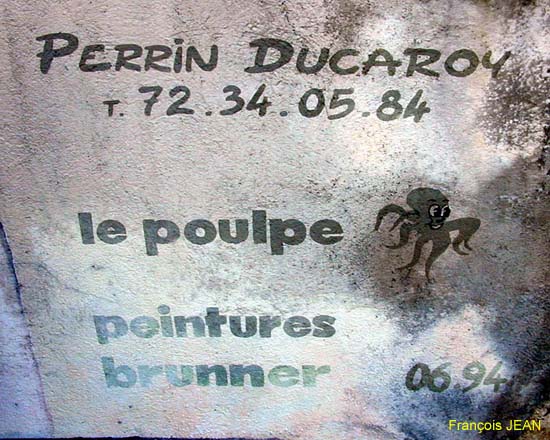 PERRIN DUCAROY
T. 72.34.05.84
le poulpe
peintures
brunner 06.94
François JEAN